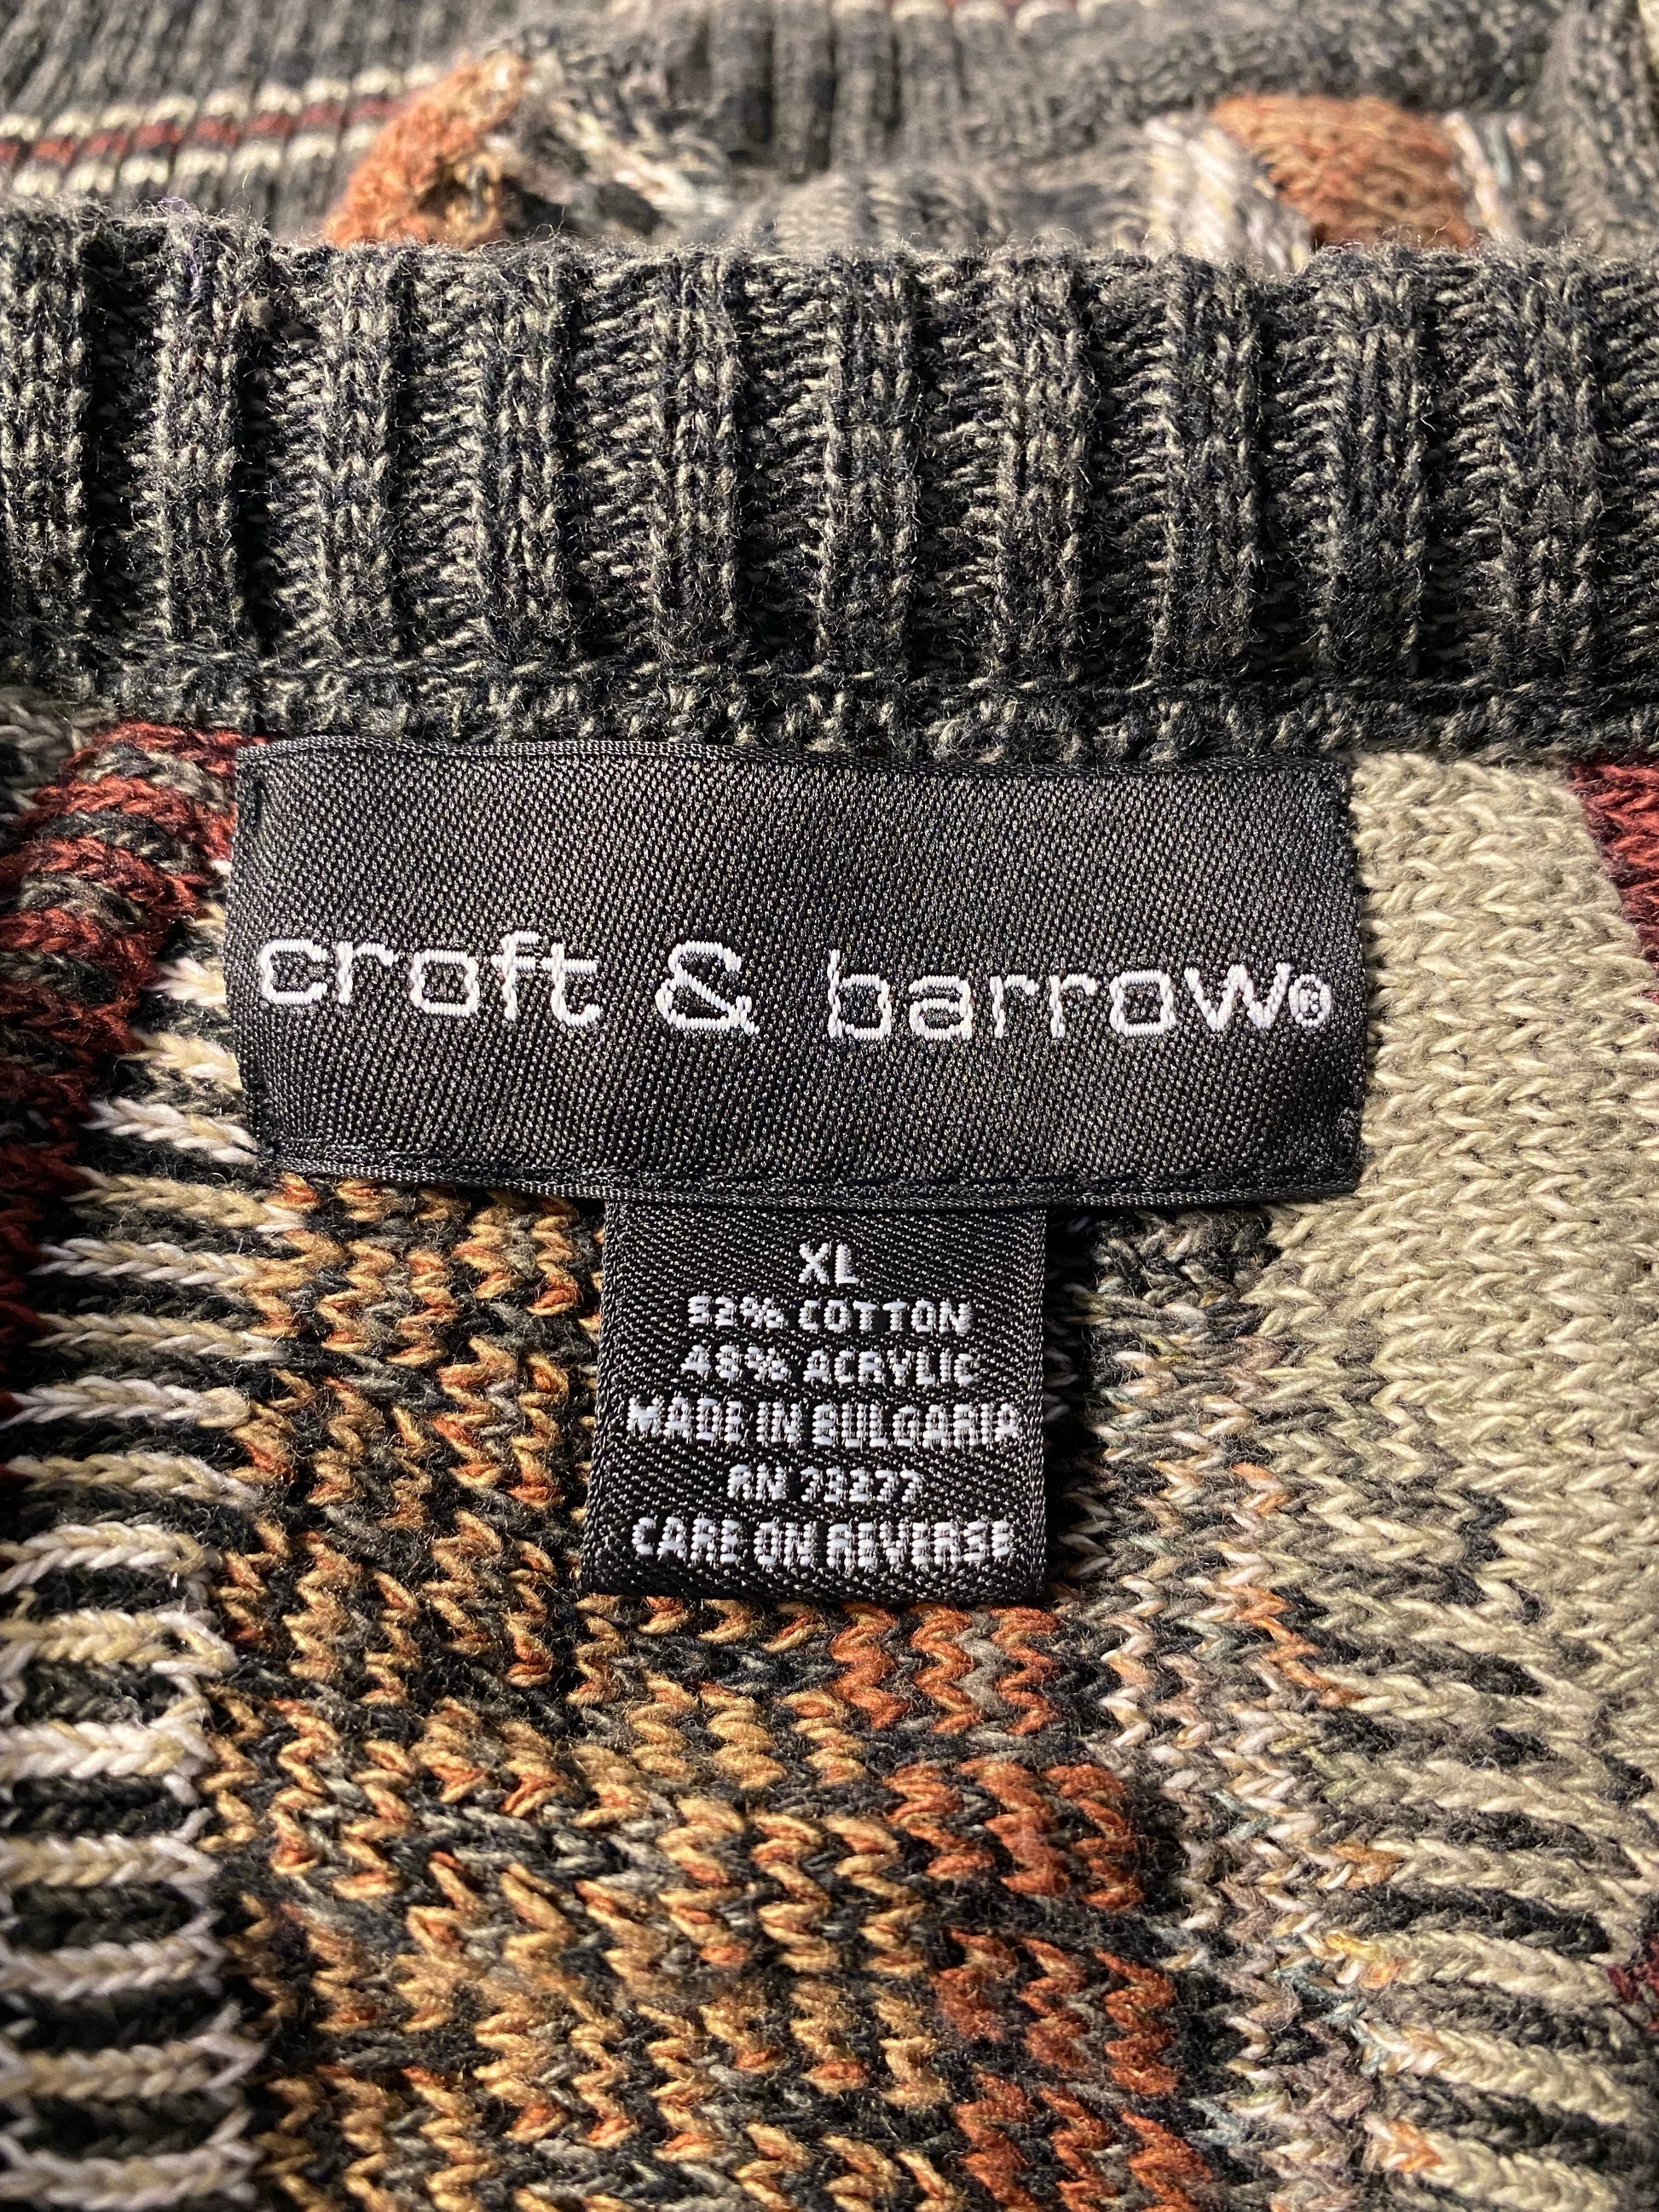 croft & barrow®
XL
52% COTTON
48% ACRYLIC
MADE IN BULGARIA
RN 73277
CARE ON REVERSE